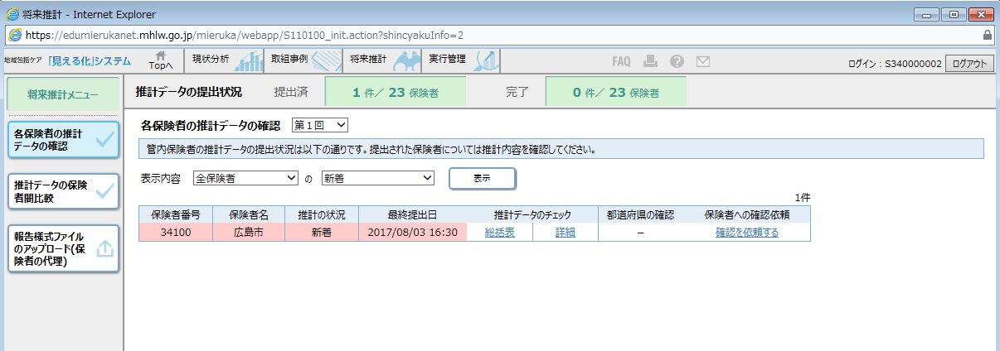 将来推計 - Internet Explorer
https://edumierukanet.mhlw.go.jp/mieruka/webapp/S110100_init.action?shincyakuInfo=2
地域包括ケア 「見える化」システム Topへ 現状分析 取組事例 将来推計 実行管理 FAQ ログイン : S340000002 ログアウト
将来推計メニュー
推計データの提出状況 提出済 1 件／ 23 保険者 完了 0 件／ 23 保険者
各保険者の推計
データの確認
推計データの保険
者間比較
報告様式ファイル
のアップロード(保
険者の代理)
各保険者の推計データの確認 第1回
管内保険者の推計データの提出状況は以下の通りです。提出された保険者については推計内容を確認してください。
表示内容 全保険者 の 新着 表示
1件
保険者番号 保険者名 推計の状況 最終提出日 推計データのチェック 都道府県の確認 保険者への確認依頼
34100 広島市 新着 2017/08/03 16:30 総括表 詳細 － 確認を依頼する